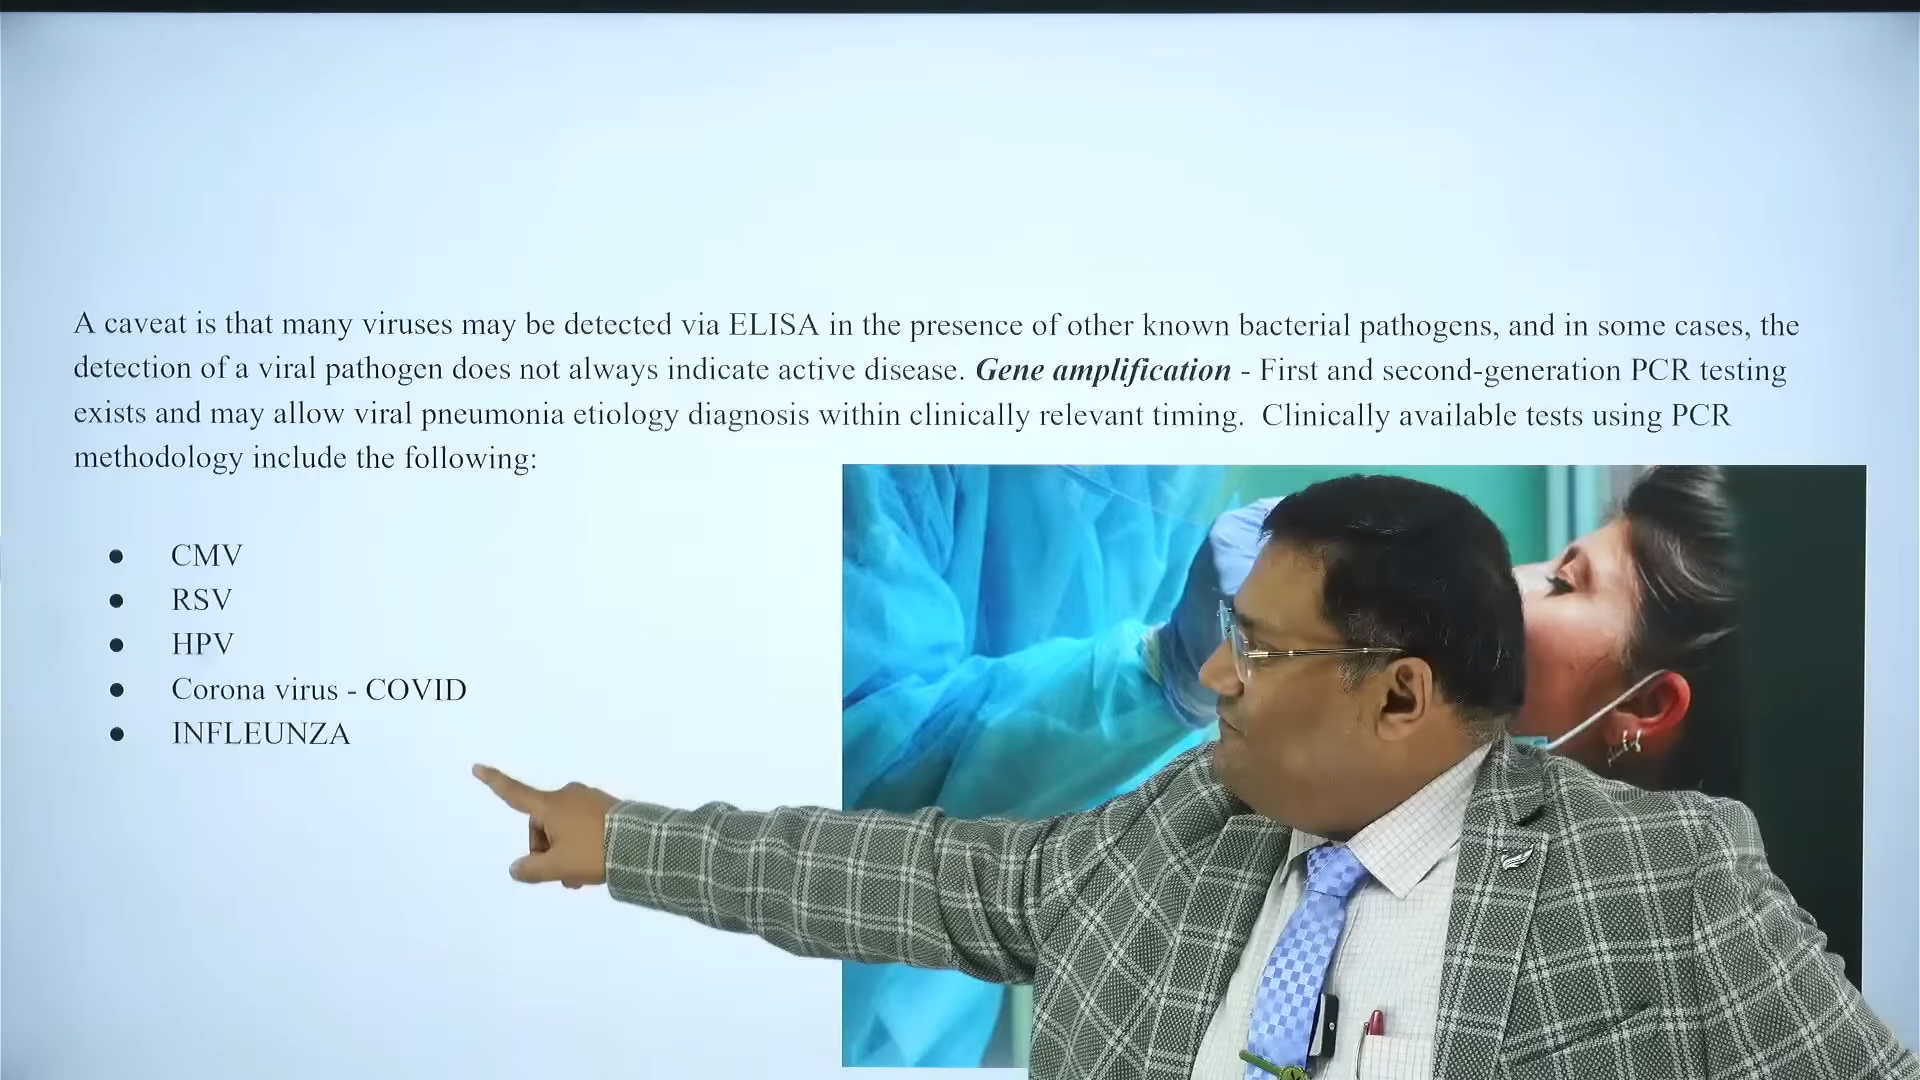 A caveat is that many viruses may be detected via ELISA in the presence of other known bacterial pathogens, and in some cases, the
detection of a viral pathogen does not always indicate active disease. Gene amplification - First and second-generation PCR testing
exists and may allow viral pneumonia etiology diagnosis within clinically relevant timing. Clinically available tests using PCR
methodology include the following:
● CMV
● RSV
● HPV
● Corona virus - COVID
● INFLEUNZA